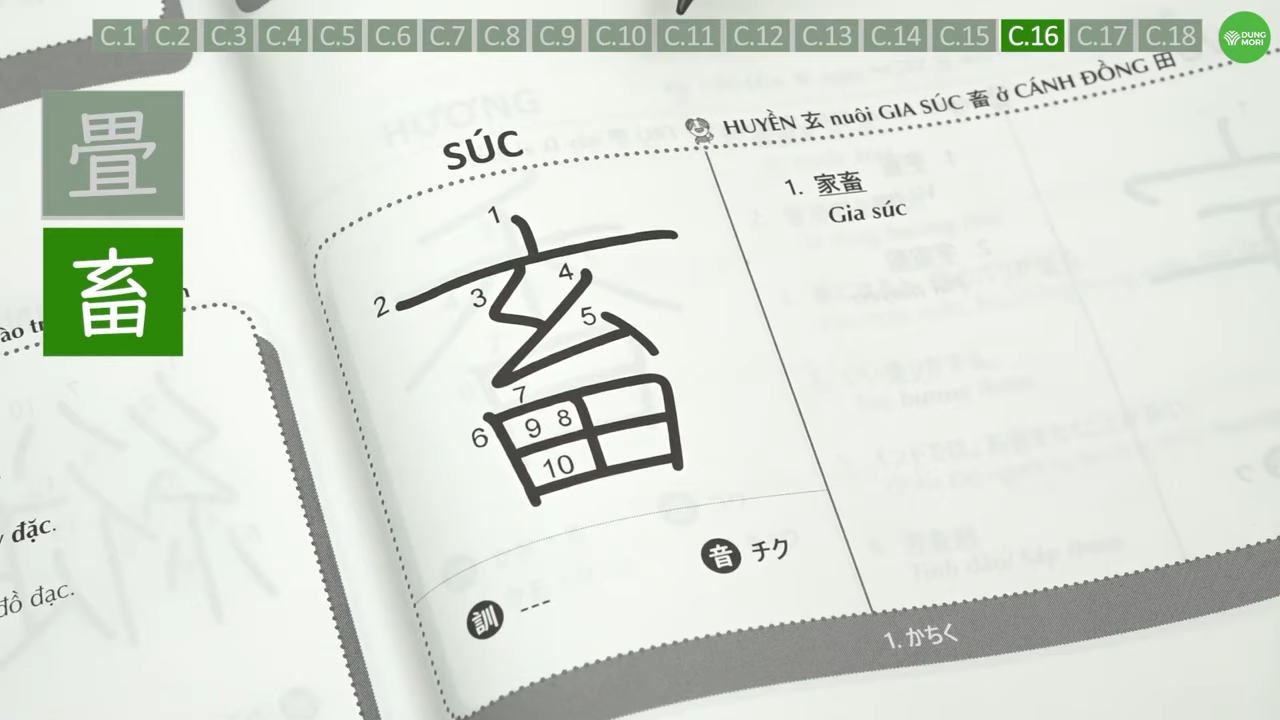 C.1 C.2 C.3 C.4 C.5 C.6 C.7 C.8 C.9 C.10 C.11 C.12 C.13 C.14 C.15 C.16 C.17 C.18
DUNG MORI
畳
畜
SÚC
HUYỀN 玄 nuôi GIA SÚC 畜 ở CÁNH ĐỒNG 田
1. 家畜
Gia súc
1
2
3
4
5
6
7
8
9
10
音 チク
訓 ---
1. かちく
đặc.
đồ đạc.